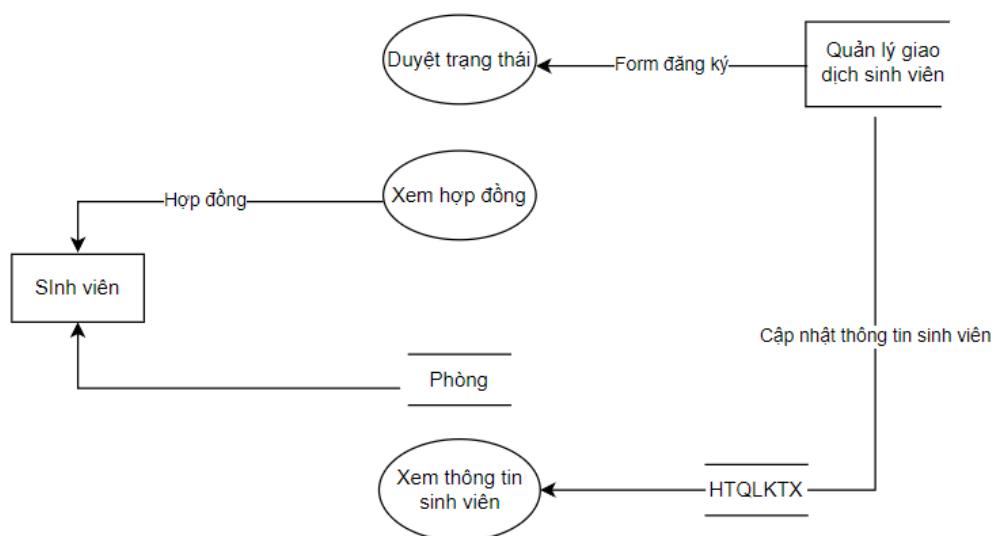 Duyệt trạng thái
Form đăng ký
Quản lý giao
dịch sinh viên
Hợp đồng
Xem hợp đồng
SInh viên
Cập nhật thông tin sinh viên
Phòng
Xem thông tin
sinh viên
HTQLKTX